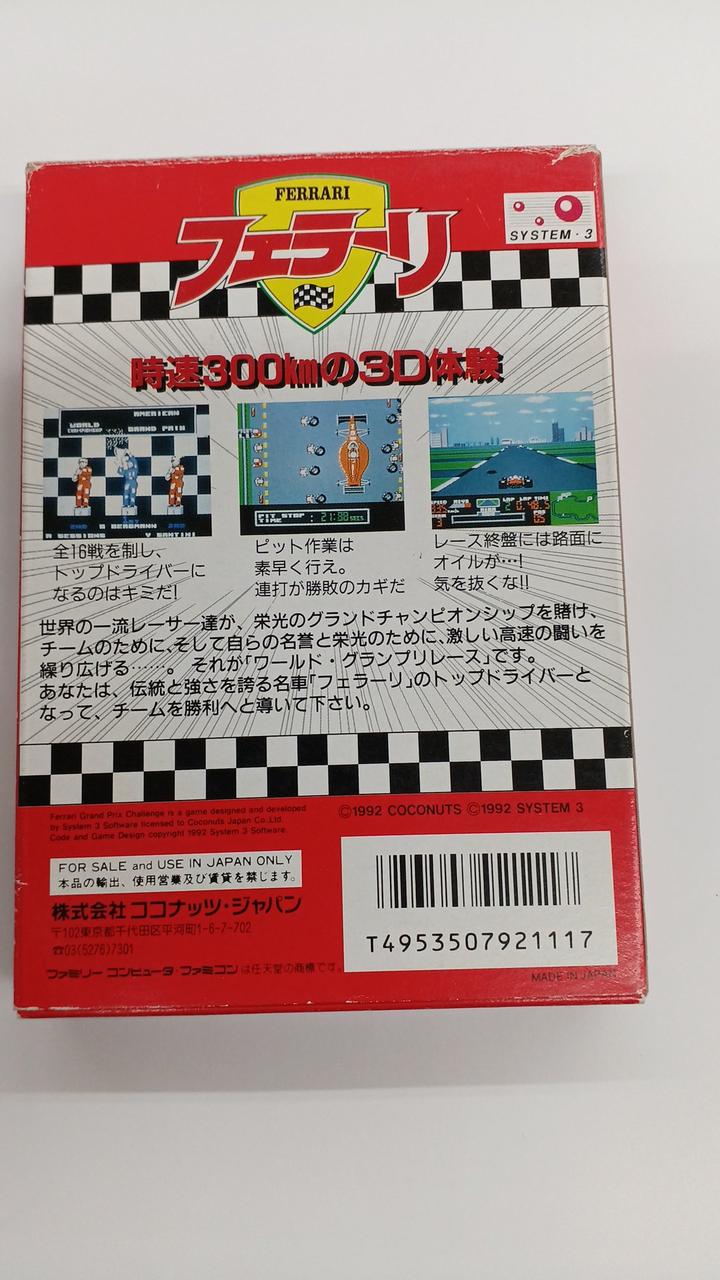 FERRARI
フェラーリ
SYSTEM・3
時速300kmの3D体験
AMERICAN
WORLD
GRAND PRIX
2ND
1ST
3RD
R BERGMANN
A SESSIONS
V SANTINI
PIT STOP
TIME
SPEED
LAP
LAP TIME
全16戦を制し、
トップドライバーに
なるのはキミだ!
ピット作業は
素早く行え。
連打が勝敗のカギだ
レース終盤には路面に
オイルが…!
気を抜くな!!
世界の一流レーサー達が、栄光のグランドチャンピオンシップを賭け、
チームのために、そして自らの名誉と栄光のために、激しい高速の闘いを
繰り広げる……。それが「ワールド・グランプリレース」です。
あなたは、伝統と強さを誇る名車「フェラーリ」のトップドライバーと
なって、チームを勝利へと導いて下さい。
Ferrari Grand Prix Challenge is a game designed and developed
by System 3 Software licensed to Coconuts Japan Co.,Ltd.
Code and Game Design copyright 1992 System 3 Software.
©1992 COCONUTS ©1992 SYSTEM 3
FOR SALE and USE IN JAPAN ONLY
本品の輸出、使用営業及び賃貸を禁じます。
株式会社ココナッツ・ジャパン
〒102東京都千代田区平河町1-6-7-702
☎03(5276)7301
ファミリーコンピュータ・ファミコンは任天堂の商標です。
T4953507921117
MADE IN JAPAN